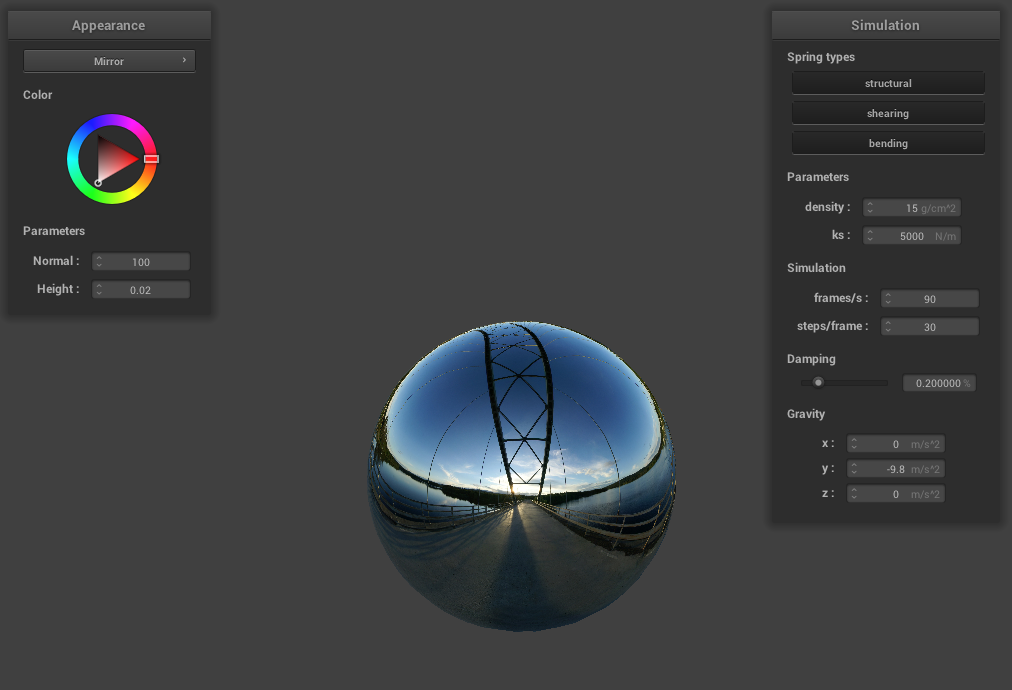 Appearance
Mirror
Color
Parameters
Normal : 100
Height : 0.02
Simulation
Spring types
structural
shearing
bending
Parameters
density : 15 g/cm^2
ks : 5000 N/m
Simulation
frames/s : 90
steps/frame : 30
Damping
0.200000 %
Gravity
x : 0 m/s^2
y : -9.8 m/s^2
z : 0 m/s^2